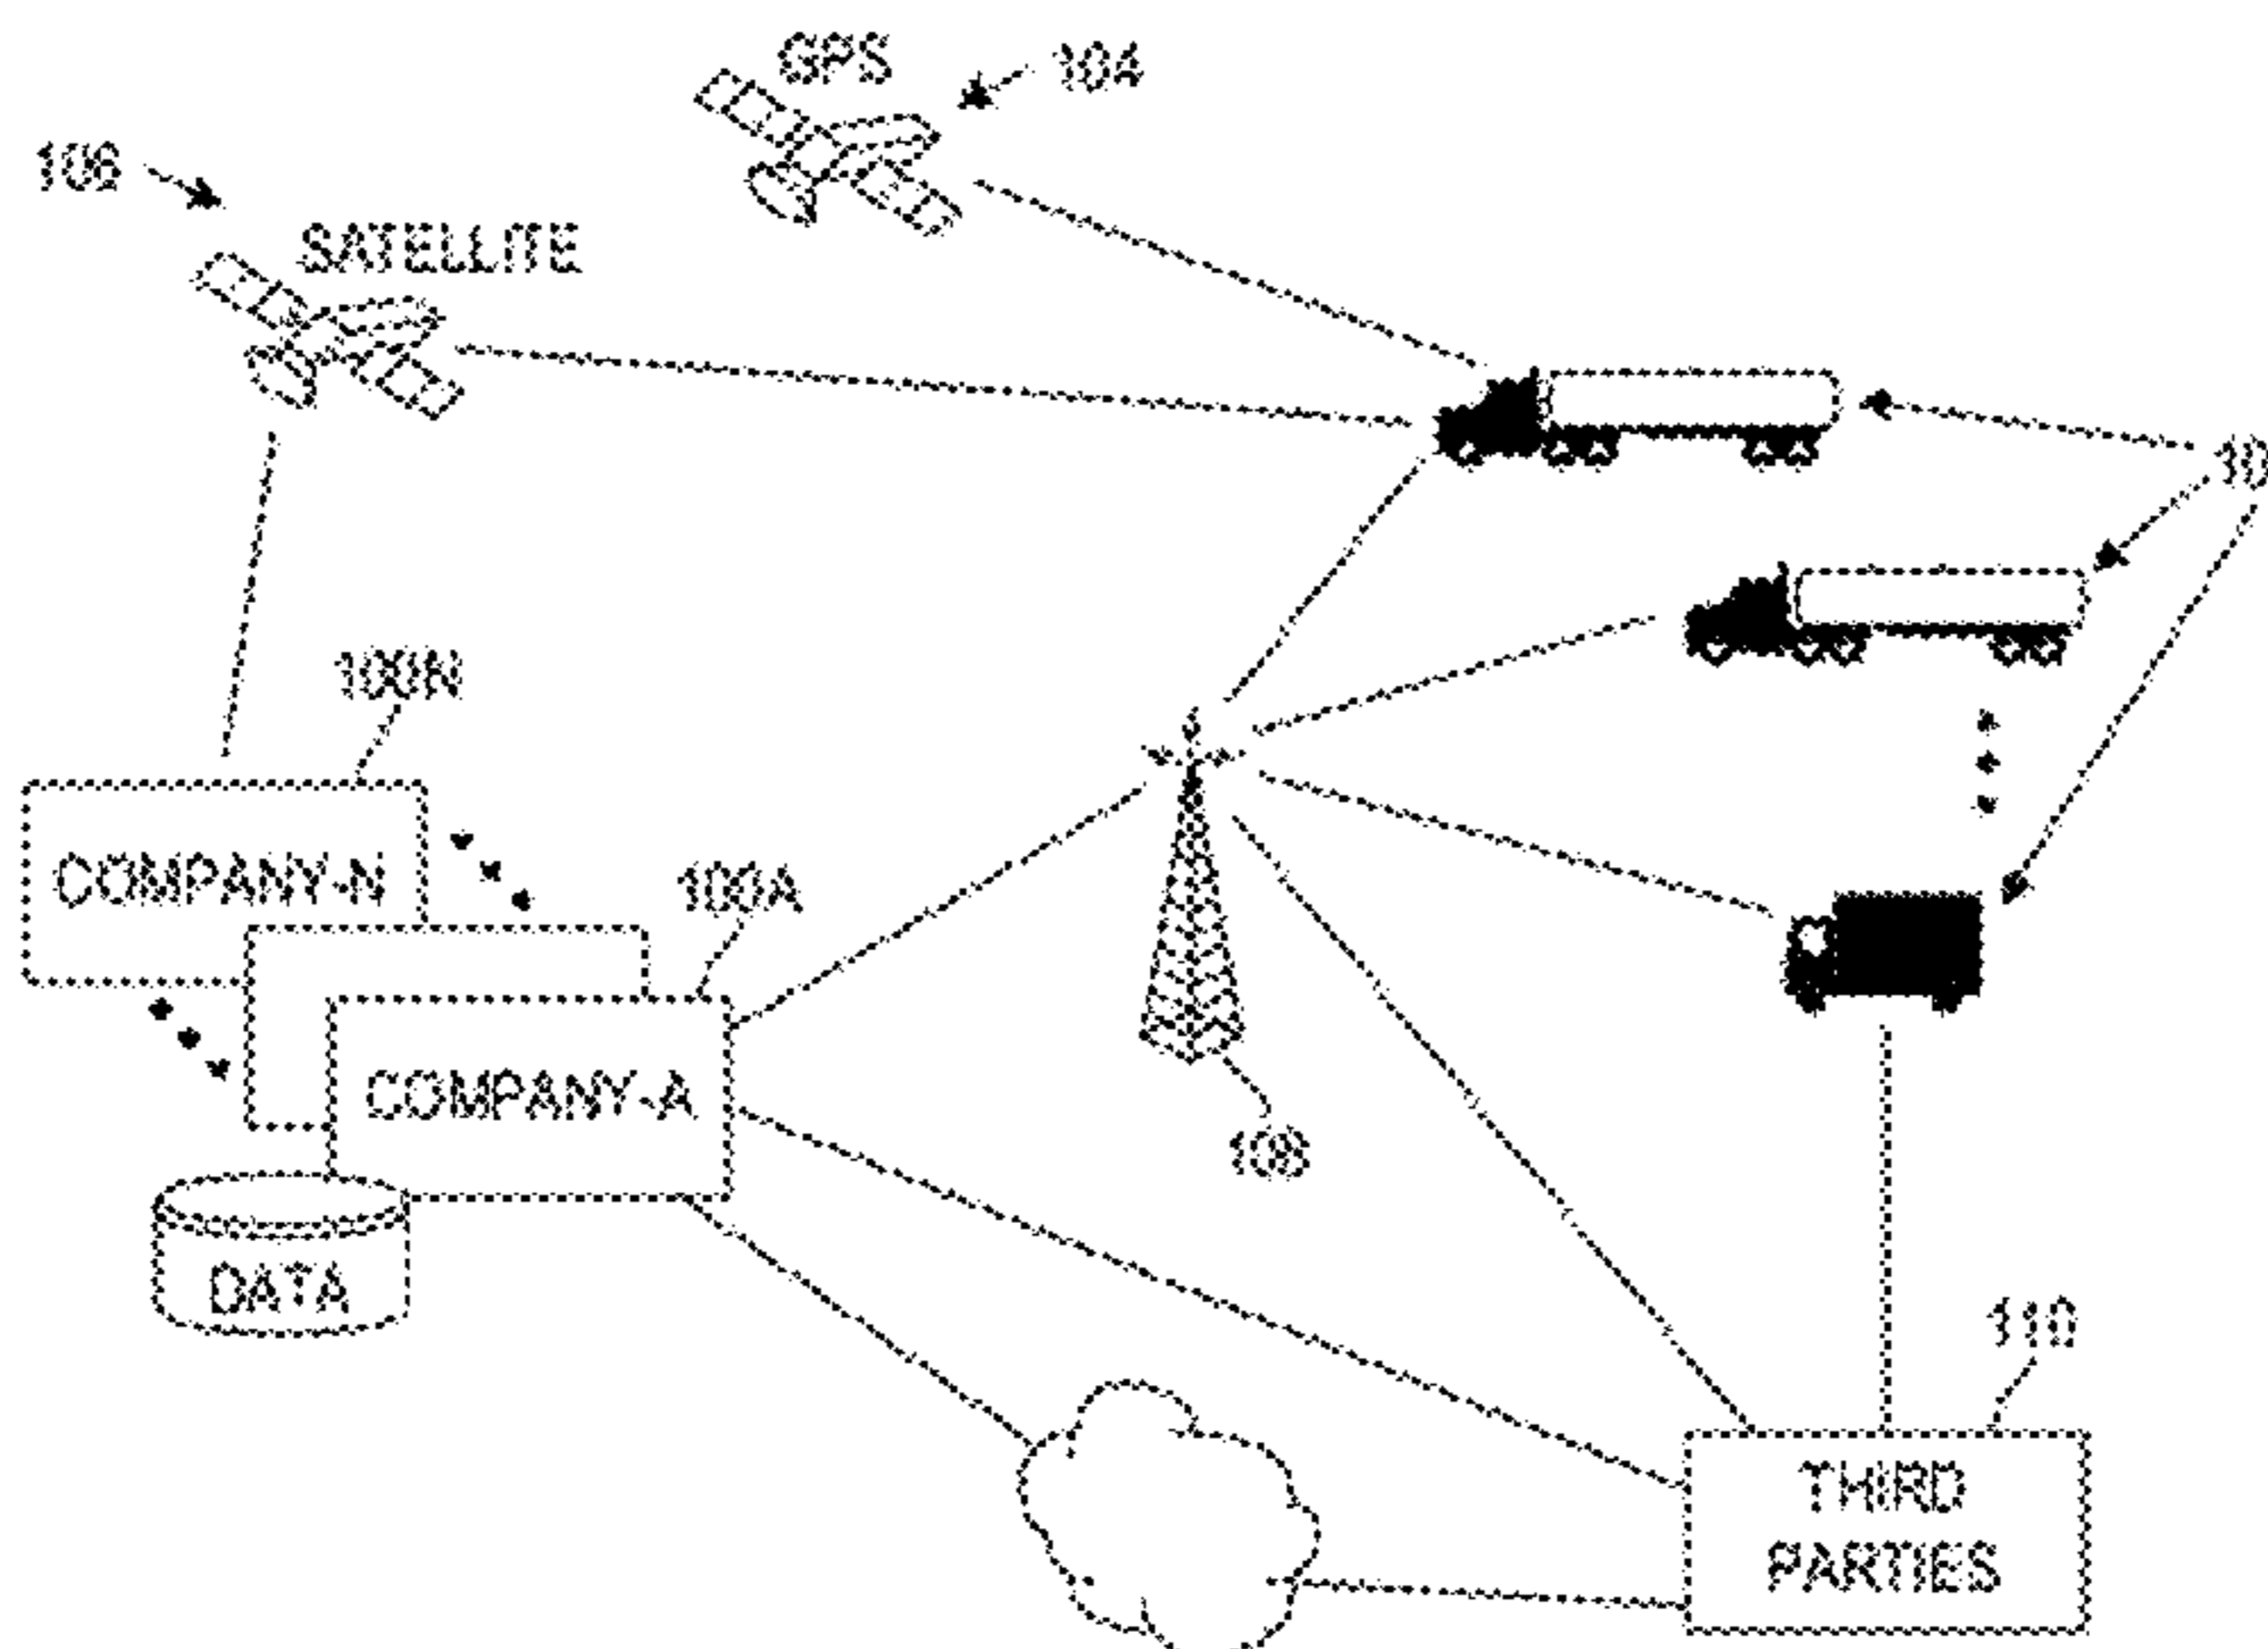 GPS
104
106
SATELLITE
100N
COMPANY-N
100A
COMPANY-A
108
DATA
110
THIRD
PARTIES